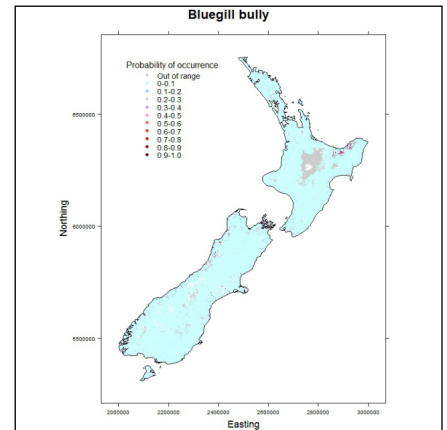 Bluegill bully
Probability of occurrence
Out of range
0-0.1
0.1-0.2
0.2-0.3
0.3-0.4
0.4-0.5
0.5-0.6
0.6-0.7
0.7-0.8
0.8-0.9
0.9-1.0
Northing
6500000
6000000
5500000
2000000 2200000 2400000 2600000 2800000 3000000
Easting